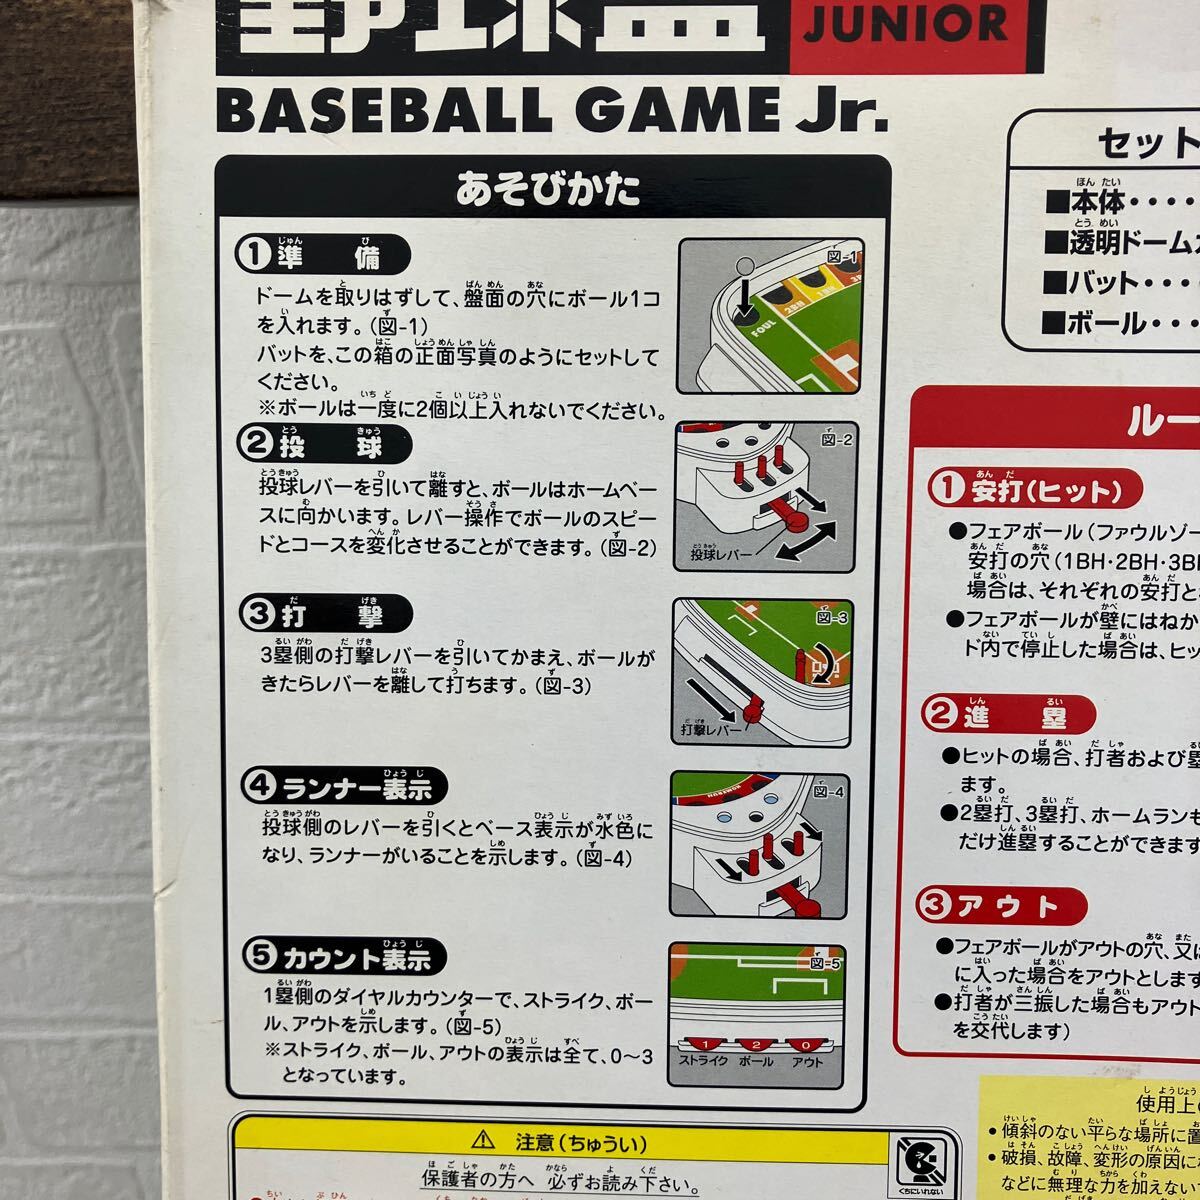 野球盤
JUNIOR
BASEBALL GAME Jr.
あそびかた
①準備
ドームを取りはずして、盤面の穴にボール1コ
を入れます。(図-1)
バットを、この箱の正面写真のようにセットして
ください。
※ボールは一度に2個以上入れないでください。
図-1
FOUL
2BH
1BH
②投球
投球レバーを引いて離すと、ボールはホームベー
スに向かいます。レバー操作でボールのスピー
ドとコースを変化させることができます。(図-2)
図-2
投球レバー
③打撃
3塁側の打撃レバーを引いてかまえ、ボールが
きたらレバーを離して打ちます。(図-3)
図-3
打撃レバー
④ランナー表示
投球側のレバーを引くとベース表示が水色に
なり、ランナーがいることを示します。(図-4)
図-4
HOMERUN
⑤カウント表示
1塁側のダイヤルカウンターで、ストライク、ボー
ル、アウトを示します。(図-5)
※ストライク、ボール、アウトの表示は全て、0〜3
となっています。
図-5
1 2 0
ストライク ボール アウト
⚠ 注意(ちゅうい)
保護者の方へ 必ずお読み下さい。
くちにいれない
セット
■本体・・・・
■透明ドーム
■バット・・・
■ボール・・・
ルー
①安打(ヒット)
●フェアボール(ファウルゾー
安打の穴(1BH・2BH・3BH
場合は、それぞれの安打と
●フェアボールが壁にはねか
ド内で停止した場合は、ヒッ
②進塁
●ヒットの場合、打者および塁
ます。
●2塁打、3塁打、ホームランも
だけ進塁することができます
③アウト
●フェアボールがアウトの穴、又は
に入った場合をアウトとします
●打者が三振した場合もアウト
を交代します)
使用上の
・傾斜のない平らな場所に置
・破損、故障、変形の原因に
などに無理な力を加えない